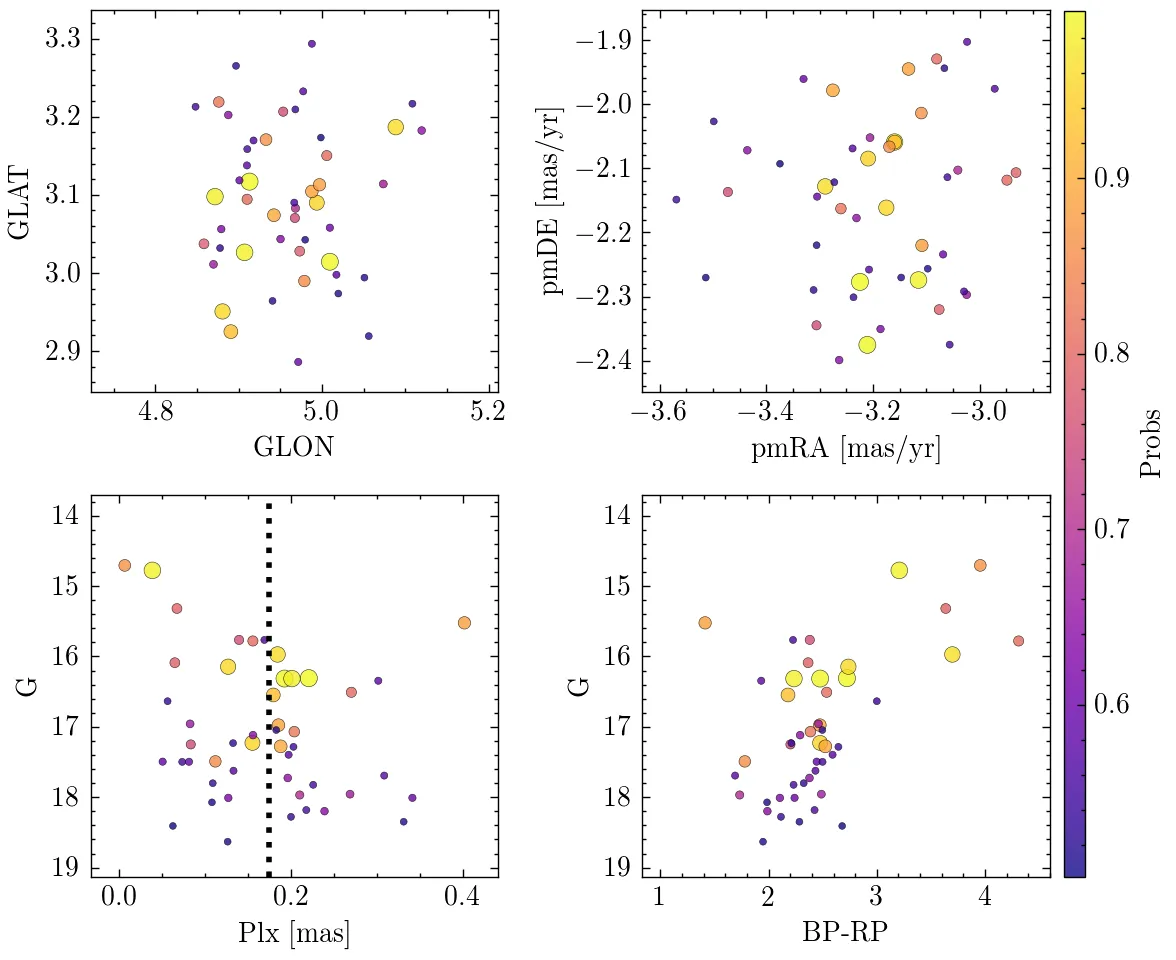 3.3
3.2
3.1
3.0
2.9
GLAT
4.8 5.0 5.2
GLON
−1.9
−2.0
−2.1
−2.2
−2.3
−2.4
pmDE [mas/yr]
−3.6 −3.4 −3.2 −3.0
pmRA [mas/yr]
14
15
16
17
18
19
G
0.0 0.2 0.4
Plx [mas]
14
15
16
17
18
19
G
1 2 3 4
BP-RP
0.9
0.8
0.7
0.6
Probs